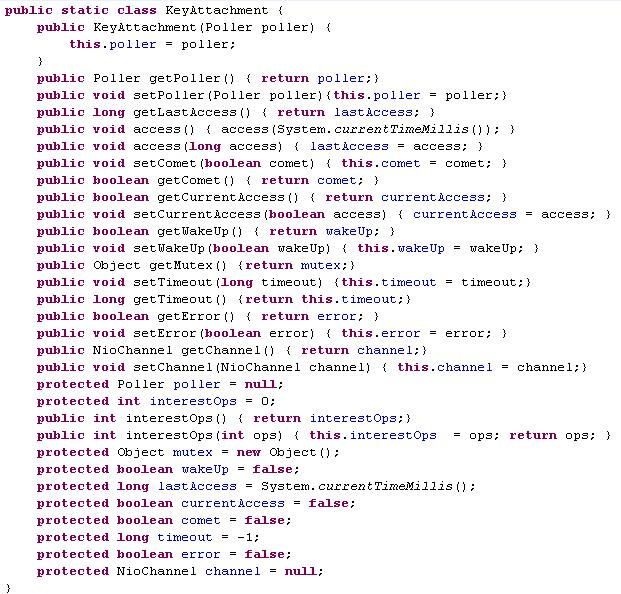 public static class KeyAttachment {
    public KeyAttachment(Poller poller) {
        this.poller = poller;
    }
    public Poller getPoller() { return poller;}
    public void setPoller(Poller poller){this.poller = poller;}
    public long getLastAccess() { return lastAccess; }
    public void access() { access(System.currentTimeMillis()); }
    public void access(long access) { lastAccess = access; }
    public void setComet(boolean comet) { this.comet = comet; }
    public boolean getComet() { return comet; }
    public boolean getCurrentAccess() { return currentAccess; }
    public void setCurrentAccess(boolean access) { currentAccess = access; }
    public boolean getWakeUp() { return wakeUp; }
    public void setWakeUp(boolean wakeUp) { this.wakeUp = wakeUp; }
    public Object getMutex() {return mutex;}
    public void setTimeout(long timeout) {this.timeout = timeout;}
    public long getTimeout() {return this.timeout;}
    public boolean getError() { return error; }
    public void setError(boolean error) { this.error = error; }
    public NioChannel getChannel() { return channel;}
    public void setChannel(NioChannel channel) { this.channel = channel;}
    protected Poller poller = null;
    protected int interestOps = 0;
    public int interestOps() { return interestOps;}
    public int interestOps(int ops) { this.interestOps  = ops; return ops; }
    protected Object mutex = new Object();
    protected boolean wakeUp = false;
    protected long lastAccess = System.currentTimeMillis();
    protected boolean currentAccess = false;
    protected boolean comet = false;
    protected long timeout = -1;
    protected boolean error = false;
    protected NioChannel channel = null;
}